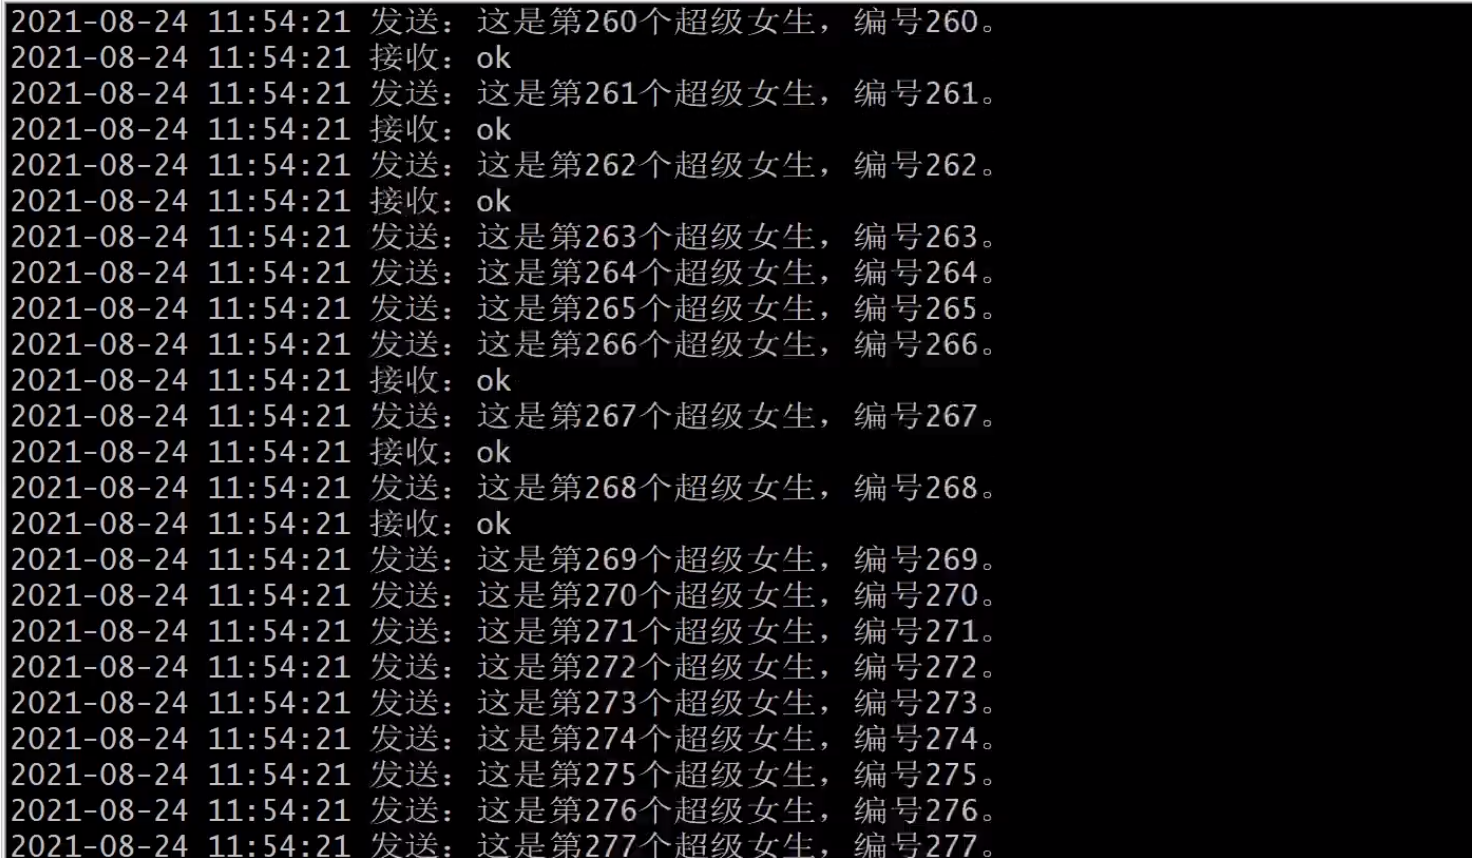 2021-08-24 11:54:21 发送：这是第260个超级女生，编号260。
2021-08-24 11:54:21 接收：ok
2021-08-24 11:54:21 发送：这是第261个超级女生，编号261。
2021-08-24 11:54:21 接收：ok
2021-08-24 11:54:21 发送：这是第262个超级女生，编号262。
2021-08-24 11:54:21 接收：ok
2021-08-24 11:54:21 发送：这是第263个超级女生，编号263。
2021-08-24 11:54:21 发送：这是第264个超级女生，编号264。
2021-08-24 11:54:21 发送：这是第265个超级女生，编号265。
2021-08-24 11:54:21 发送：这是第266个超级女生，编号266。
2021-08-24 11:54:21 接收：ok
2021-08-24 11:54:21 发送：这是第267个超级女生，编号267。
2021-08-24 11:54:21 接收：ok
2021-08-24 11:54:21 发送：这是第268个超级女生，编号268。
2021-08-24 11:54:21 接收：ok
2021-08-24 11:54:21 发送：这是第269个超级女生，编号269。
2021-08-24 11:54:21 发送：这是第270个超级女生，编号270。
2021-08-24 11:54:21 发送：这是第271个超级女生，编号271。
2021-08-24 11:54:21 发送：这是第272个超级女生，编号272。
2021-08-24 11:54:21 发送：这是第273个超级女生，编号273。
2021-08-24 11:54:21 发送：这是第274个超级女生，编号274。
2021-08-24 11:54:21 发送：这是第275个超级女生，编号275。
2021-08-24 11:54:21 发送：这是第276个超级女生，编号276。
2021-08-24 11:54:21 发送：这是第277个超级女生，编号277。